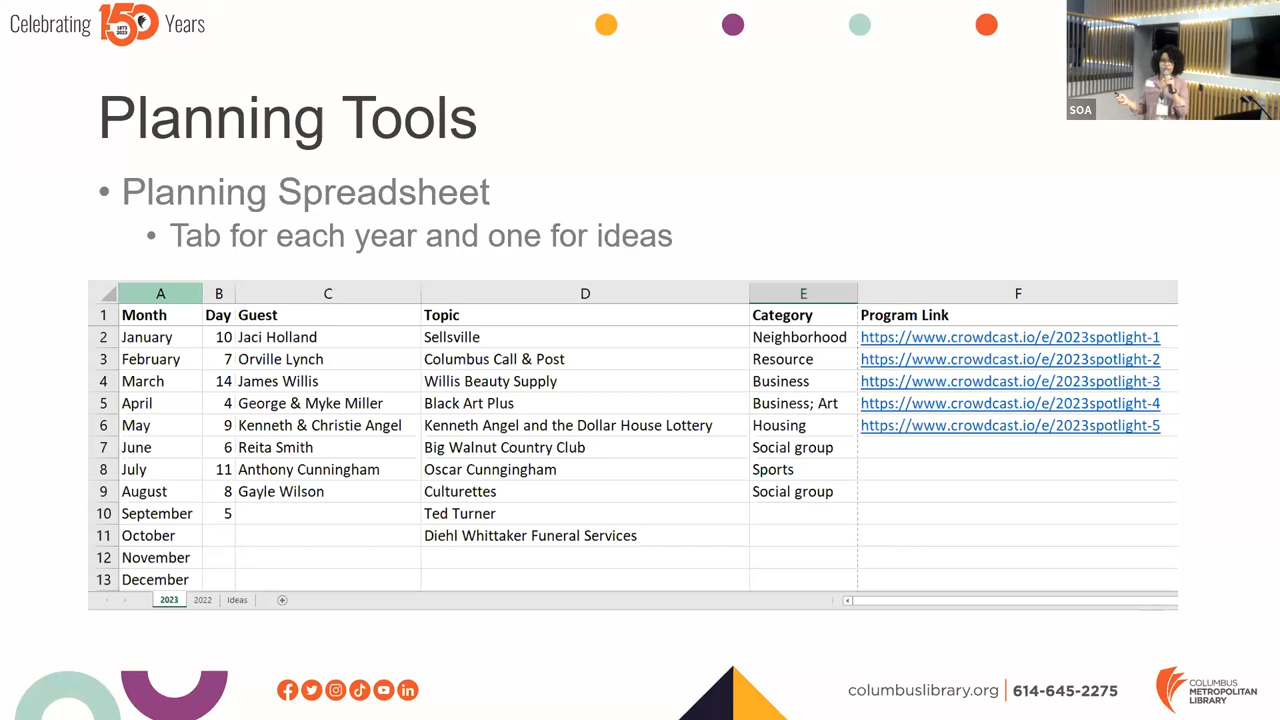 Celebrating 150 Years
1873
2023
SOA
Planning Tools
• Planning Spreadsheet
• Tab for each year and one for ideas
A B C D E F
1 Month Day Guest Topic Category Program Link
2 January 10 Jaci Holland Sellsville Neighborhood https://www.crowdcast.io/e/2023spotlight-1
3 February 7 Orville Lynch Columbus Call & Post Resource https://www.crowdcast.io/e/2023spotlight-2
4 March 14 James Willis Willis Beauty Supply Business https://www.crowdcast.io/e/2023spotlight-3
5 April 4 George & Myke Miller Black Art Plus Business; Art https://www.crowdcast.io/e/2023spotlight-4
6 May 9 Kenneth & Christie Angel Kenneth Angel and the Dollar House Lottery Housing https://www.crowdcast.io/e/2023spotlight-5
7 June 6 Reita Smith Big Walnut Country Club Social group
8 July 11 Anthony Cunningham Oscar Cunngingham Sports
9 August 8 Gayle Wilson Culturettes Social group
10 September 5 Ted Turner
11 October Diehl Whittaker Funeral Services
12 November
13 December
2023 2022 Ideas
columbuslibrary.org | 614-645-2275
COLUMBUS
METROPOLITAN
LIBRARY